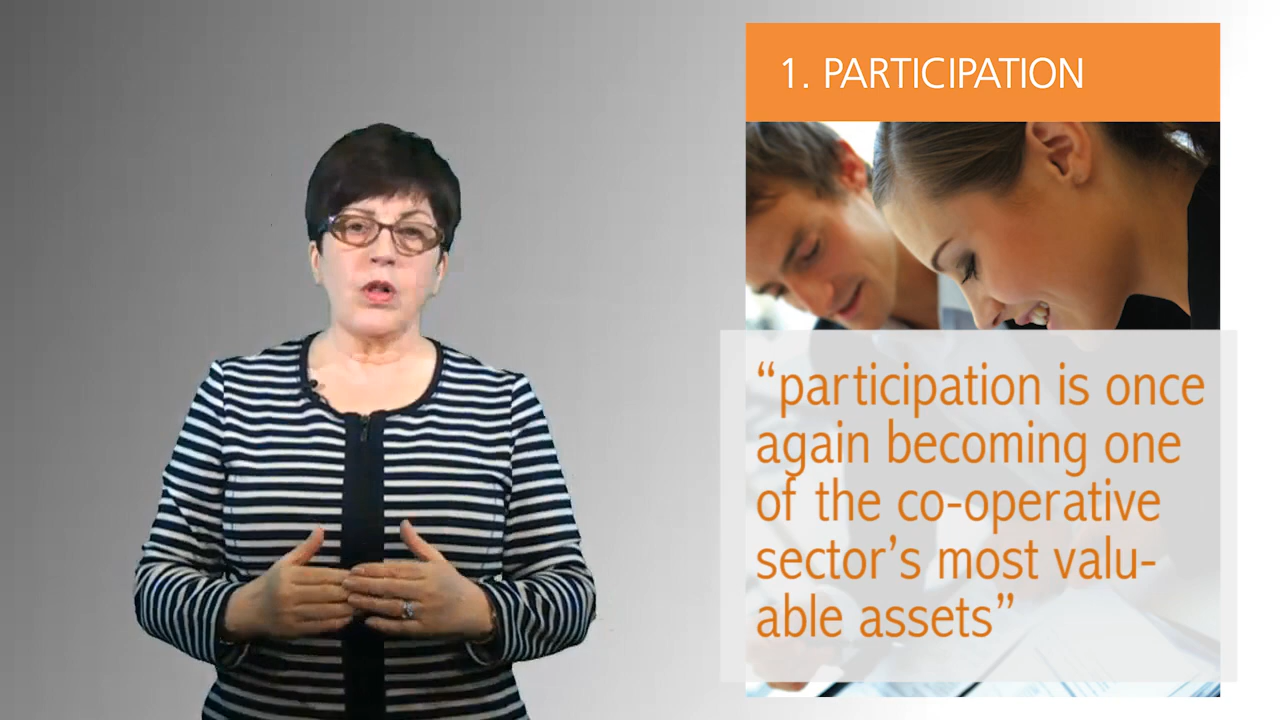 1. PARTICIPATION
“participation is once
again becoming one
of the co-operative
sector’s most valu-
able assets”